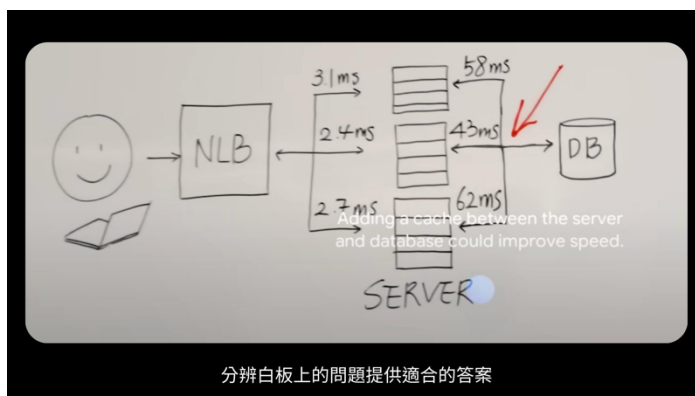 3.1ms
58ms
NLB
2.4ms
43ms
DB
2.7ms
62ms
Adding a cache between the server
and database could improve speed.
SERVER
分辨白板上的問題提供適合的答案